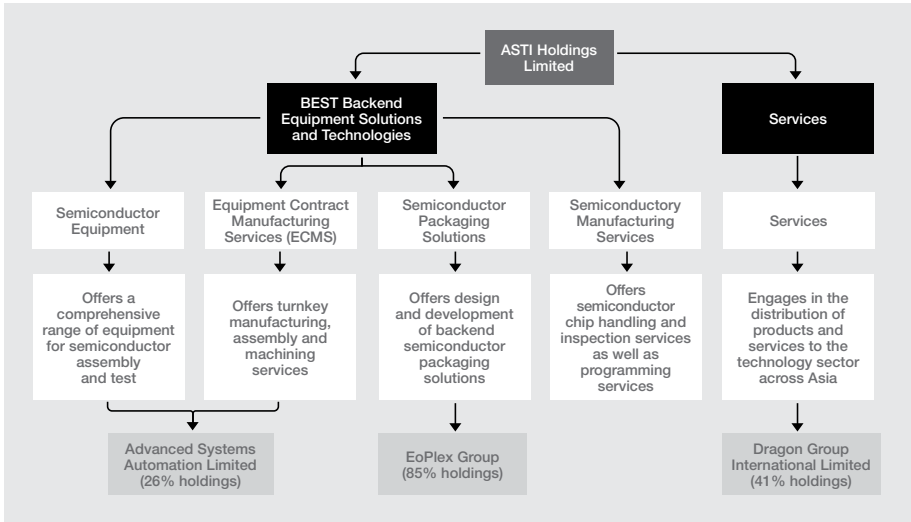 ASTI Holdings
Limited
BEST Backend
Equipment Solutions
and Technologies
Services
Semiconductor
Equipment
Equipment Contract
Manufacturing
Services (ECMS)
Semiconductor
Packaging
Solutions
Semiconductory
Manufacturing
Services
Services
Offers a
comprehensive
range of equipment
for semiconductor
assembly
and test
Offers turnkey
manufacturing,
assembly and
machining
services
Offers design
and development
of backend
semiconductor
packaging
solutions
Offers
semiconductor
chip handling and
inspection services
as well as
programming
services
Engages in the
distribution of
products and
services to the
technology sector
across Asia
Advanced Systems
Automation Limited
(26% holdings)
EoPlex Group
(85% holdings)
Dragon Group
International Limited
(41% holdings)